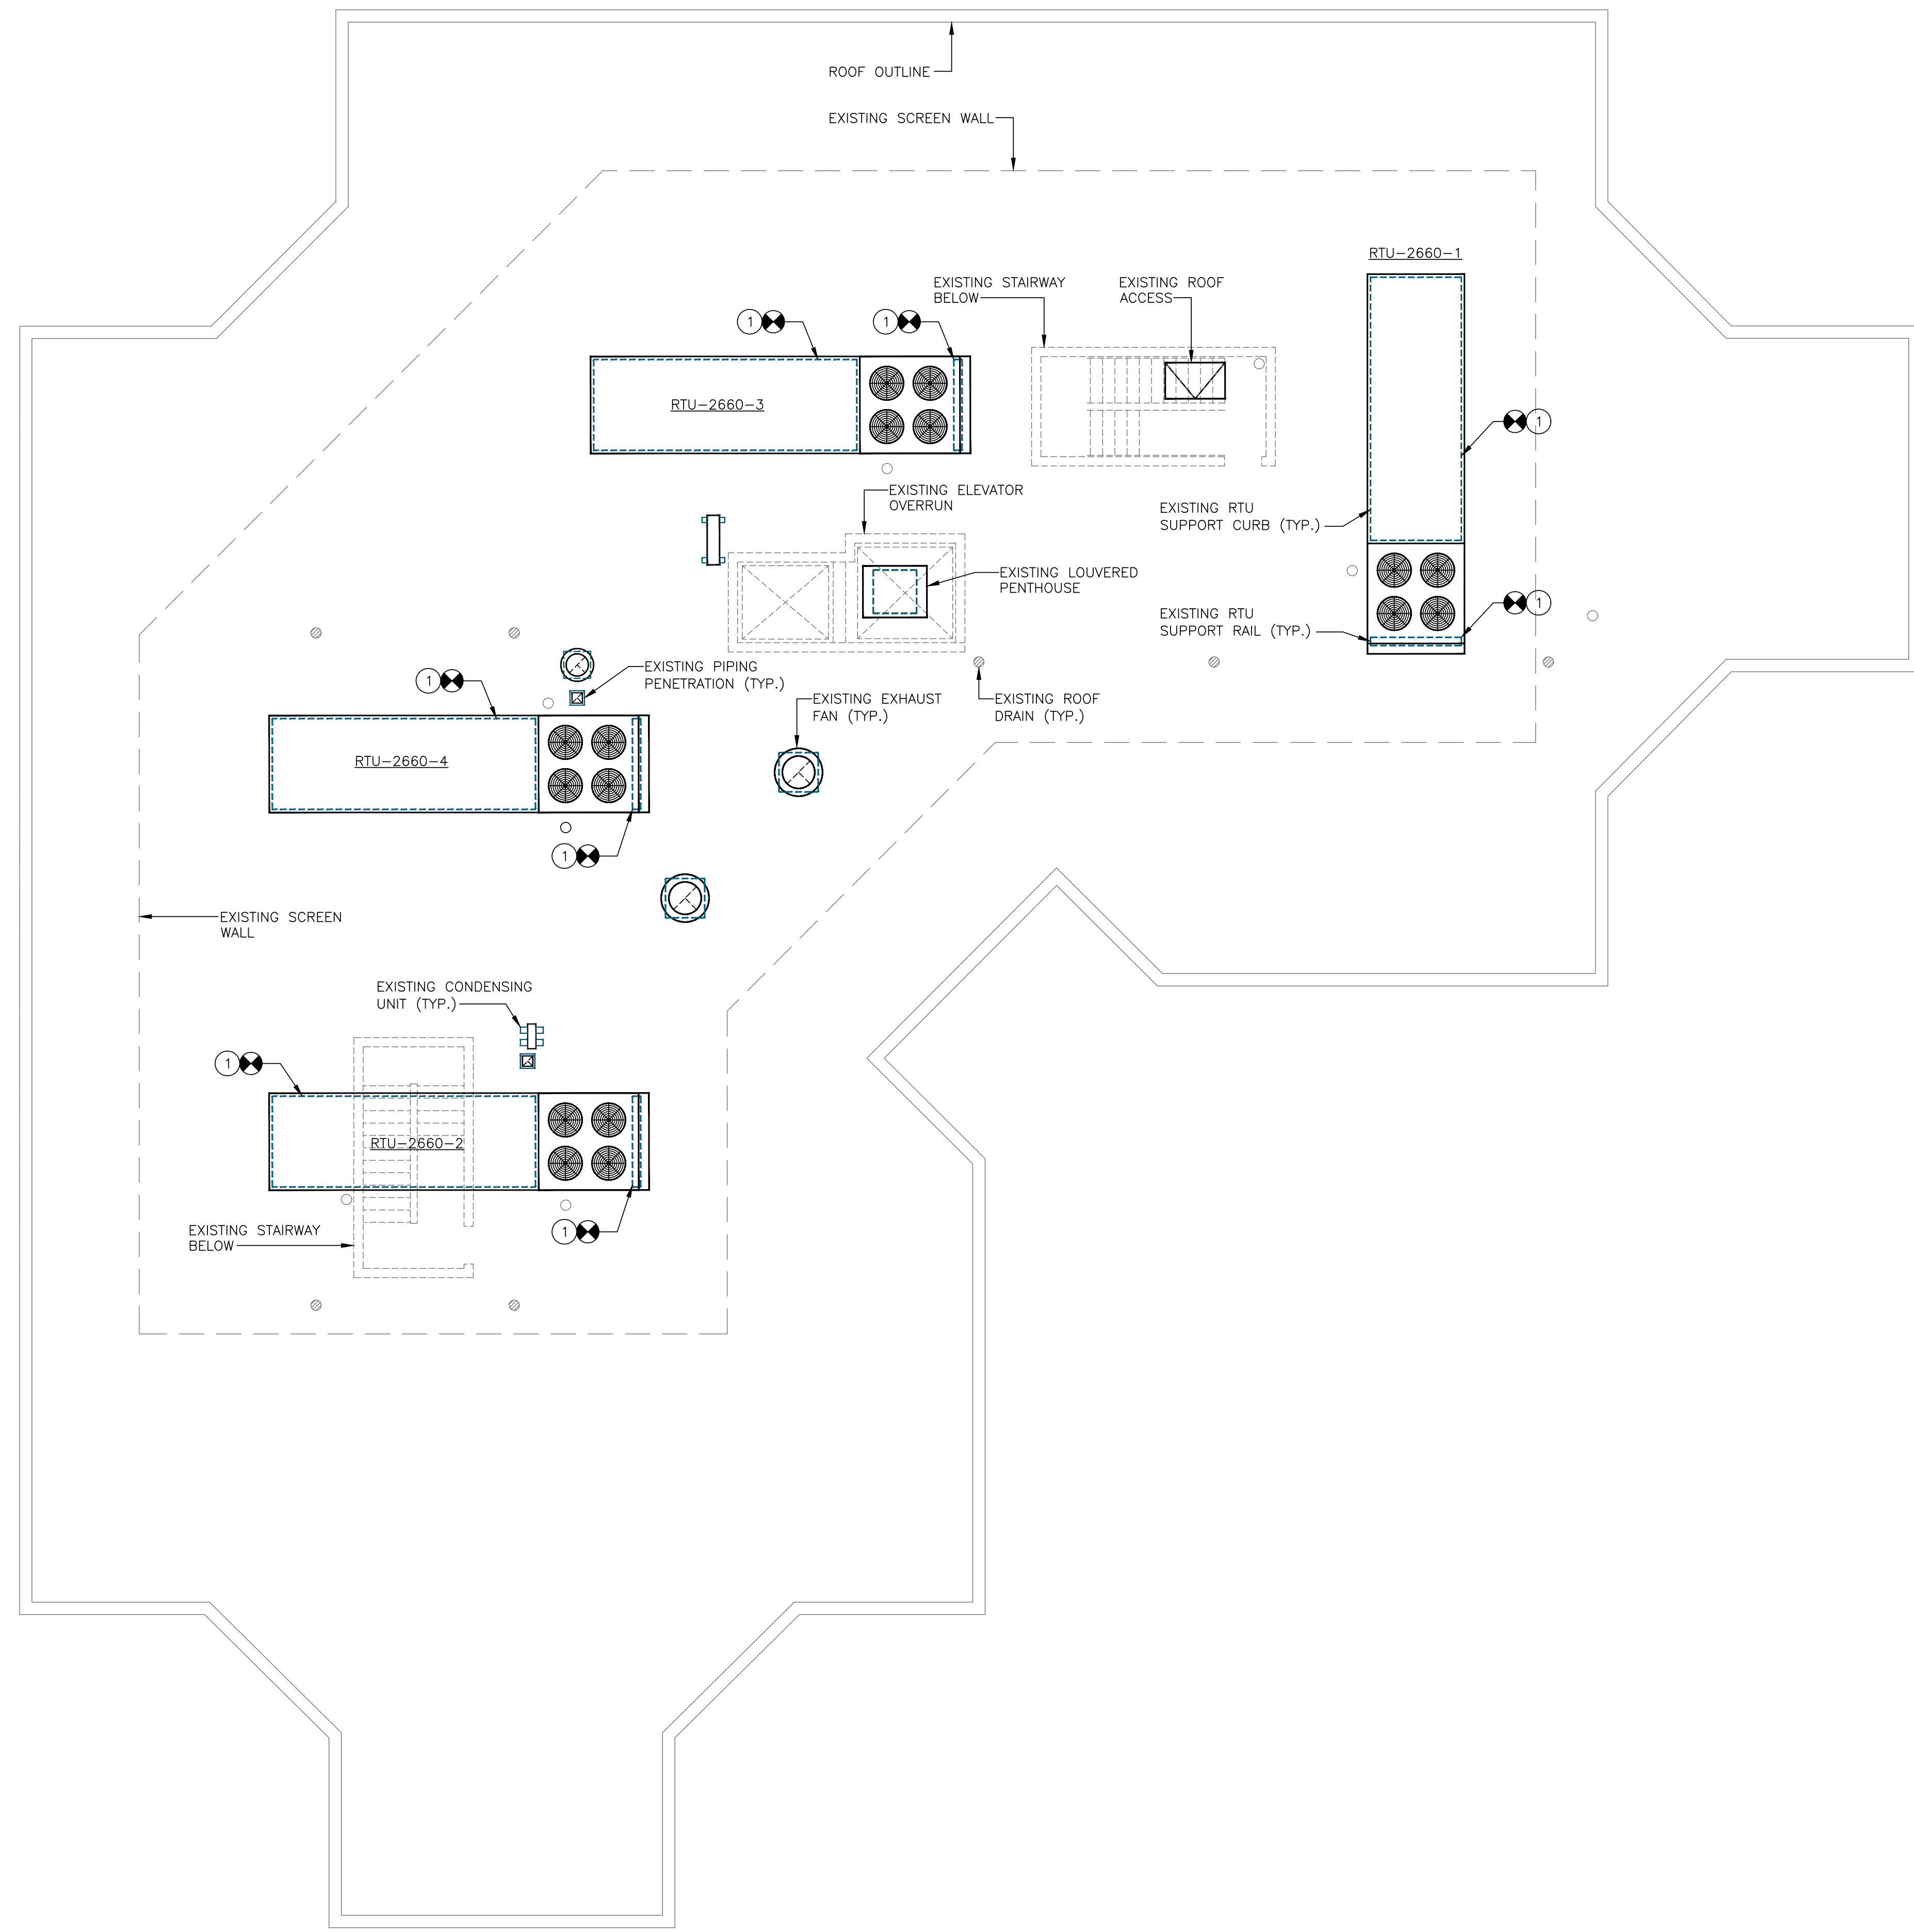 ROOF OUTLINE
EXISTING SCREEN WALL
RTU-2660-1
EXISTING STAIRWAY
BELOW
EXISTING ROOF
ACCESS
1
1
RTU-2660-3
1
EXISTING ELEVATOR
OVERRUN
EXISTING RTU
SUPPORT CURB (TYP.)
EXISTING LOUVERED
PENTHOUSE
1
EXISTING RTU
SUPPORT RAIL (TYP.)
EXISTING PIPING
PENETRATION (TYP.)
1
EXISTING EXHAUST
FAN (TYP.)
EXISTING ROOF
DRAIN (TYP.)
RTU-2660-4
1
EXISTING SCREEN
WALL
EXISTING CONDENSING
UNIT (TYP.)
1
RTU-2660-2
EXISTING STAIRWAY
BELOW
1